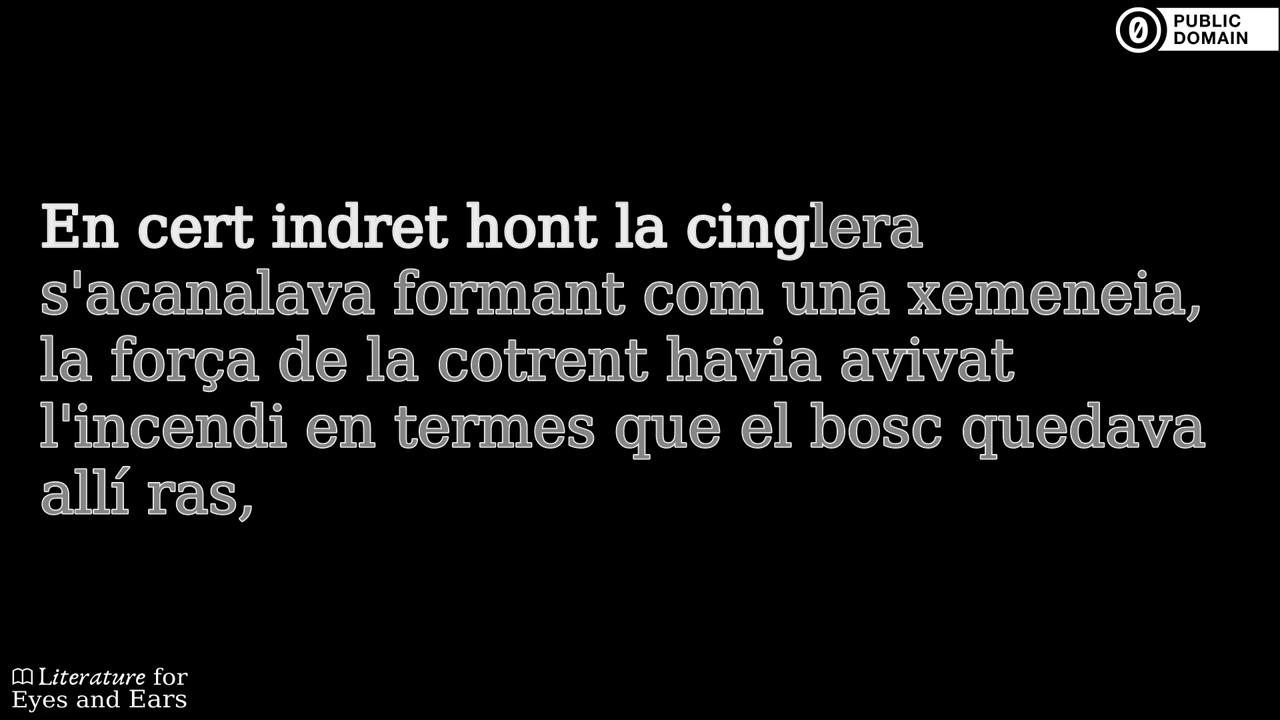 PUBLIC
DOMAIN
En cert indret hont la cinglera
s'acanalava formant com una xemeneia,
la força de la cotrent havia avivat
l'incendi en termes que el bosc quedava
allí ras,
Literature for
Eyes and Ears